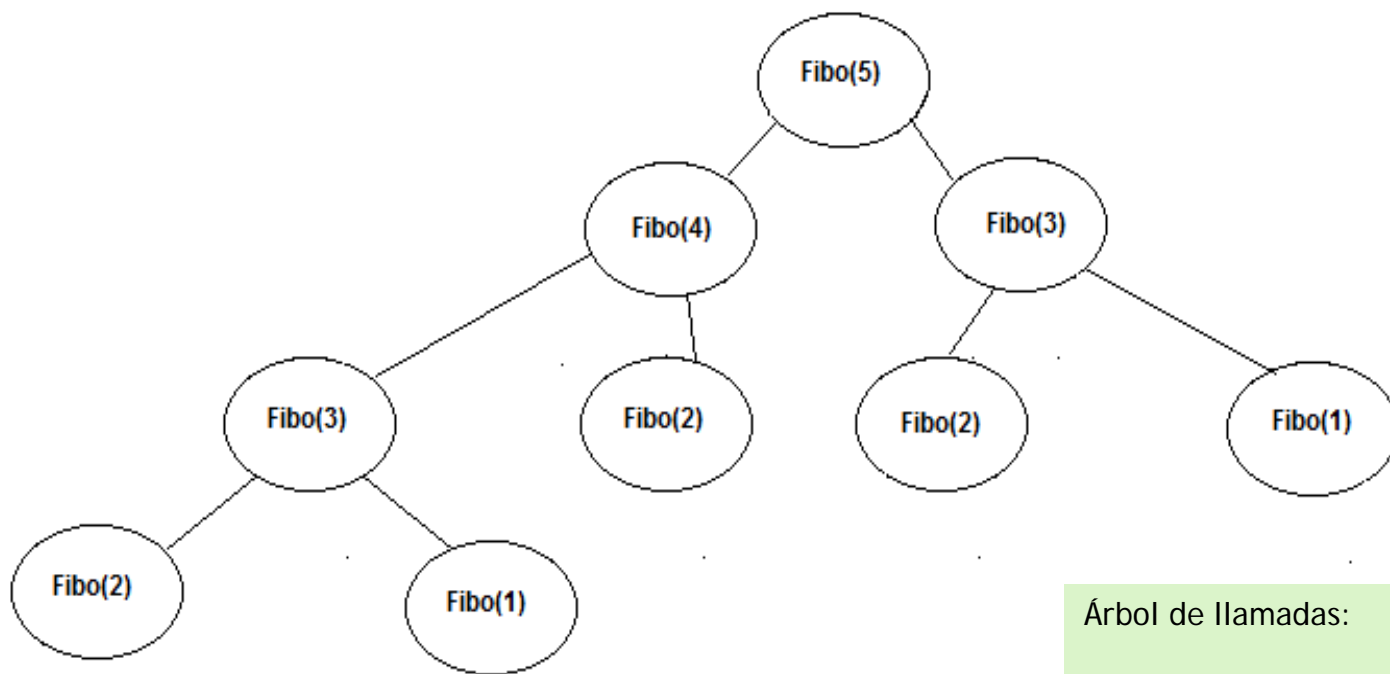 Fibo(5)
Fibo(4)
Fibo(3)
Fibo(3)
Fibo(2)
Fibo(2)
Fibo(1)
Fibo(2)
Fibo(1)
Árbol de llamadas: